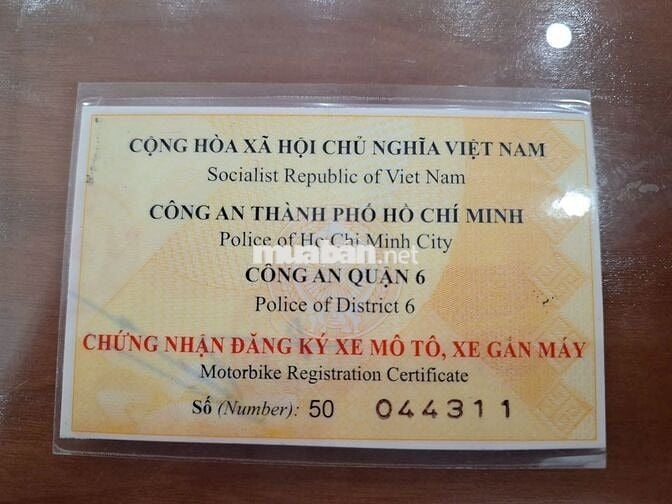 CỘNG HÒA XÃ HỘI CHỦ NGHĨA VIỆT NAM
Socialist Republic of Viet Nam
CÔNG AN THÀNH PHỐ HỒ CHÍ MINH
Police of Ho Chi Minh City
muaban.net
CÔNG AN QUẬN 6
Police of District 6
CHỨNG NHẬN ĐĂNG KÝ XE MÔ TÔ, XE GẮN MÁY
Motorbike Registration Certificate
Số (Number): 50 044311